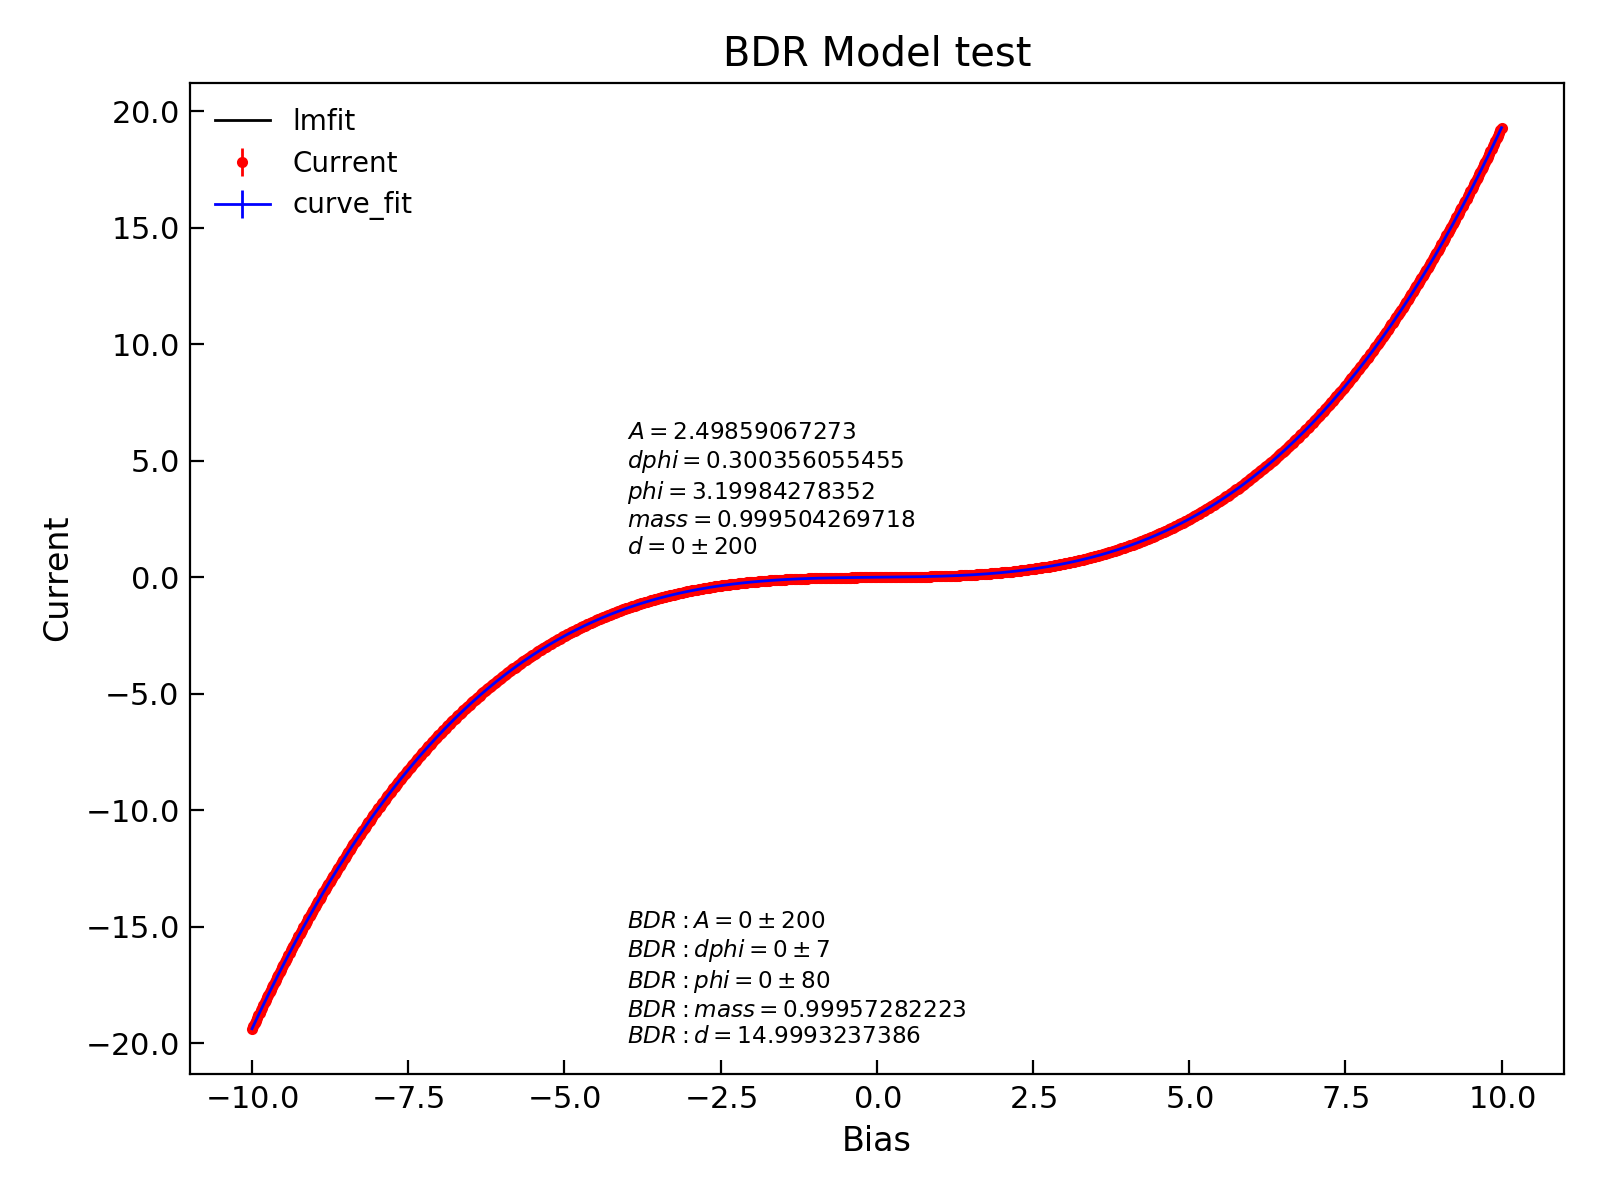 BDR Model test
lmfit
Current
curve_fit
20.0
15.0
10.0
5.0
0.0
−5.0
−10.0
−15.0
−20.0
Current
A = 2.49859067273
dphi = 0.300356055455
phi = 3.19984278352
mass = 0.999504269718
d = 0 ± 200
BDR : A = 0 ± 200
BDR : dphi = 0 ± 7
BDR : phi = 0 ± 80
BDR : mass = 0.99957282223
BDR : d = 14.9993237386
−10.0 −7.5 −5.0 −2.5 0.0 2.5 5.0 7.5 10.0
Bias